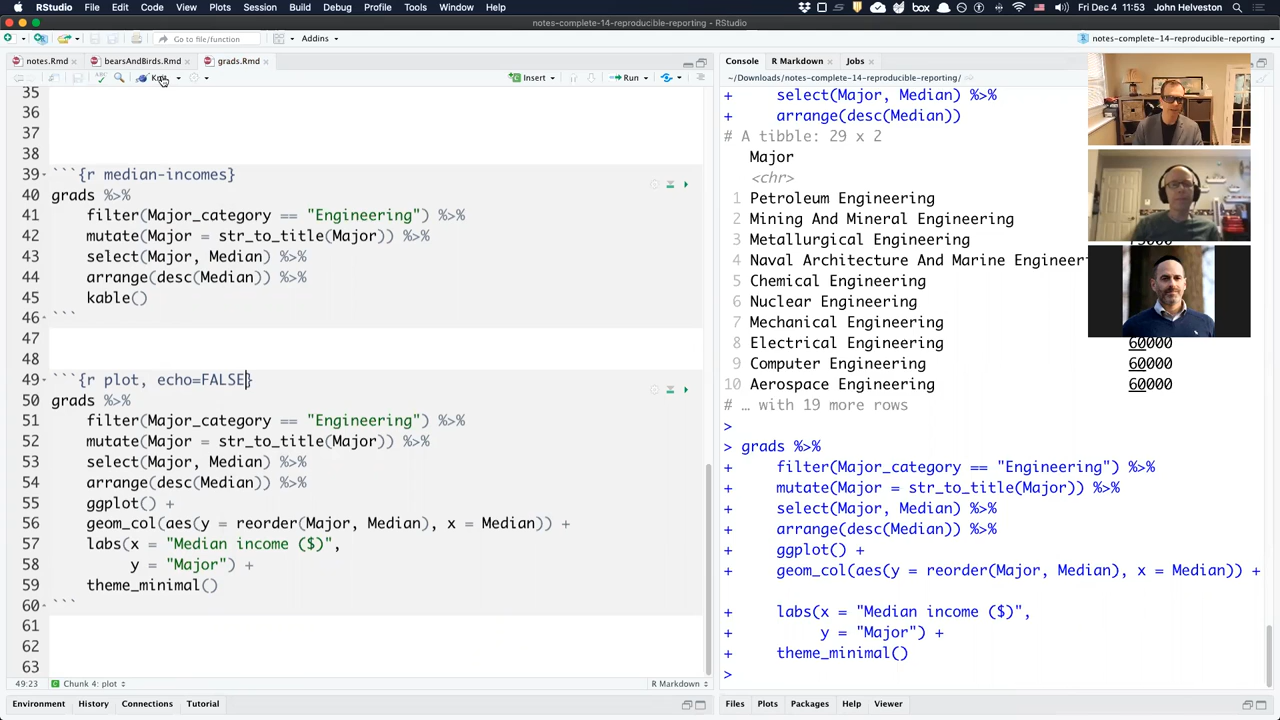 RStudio File Edit Code View Plots Session Build Debug Profile Tools Window Help box Fri Dec 4 11:53 John Helveston
notes-complete-14-reproducible-reporting - RStudio
Go to file/function Addins notes-complete-14-reproducible-reporting
notes.Rmd bearsAndBirds.Rmd grads.Rmd
Knit Insert Run
35
36
37
38
39 ```{r median-incomes}
40 grads %>%
41 filter(Major_category == "Engineering") %>%
42 mutate(Major = str_to_title(Major)) %>%
43 select(Major, Median) %>%
44 arrange(desc(Median)) %>%
45 kable()
46 ```
47
48
49 ```{r plot, echo=FALSE}
50 grads %>%
51 filter(Major_category == "Engineering") %>%
52 mutate(Major = str_to_title(Major)) %>%
53 select(Major, Median) %>%
54 arrange(desc(Median)) %>%
55 ggplot() +
56 geom_col(aes(y = reorder(Major, Median), x = Median)) +
57 labs(x = "Median income ($)",
58 y = "Major") +
59 theme_minimal()
60 ```
61
62
63
49:23 Chunk 4: plot R Markdown
Environment History Connections Tutorial
Console R Markdown Jobs
~/Downloads/notes-complete-14-reproducible-reporting/
+ select(Major, Median) %>%
+ arrange(desc(Median))
# A tibble: 29 x 2
Major
<chr>
1 Petroleum Engineering
2 Mining And Mineral Engineering
3 Metallurgical Engineering
4 Naval Architecture And Marine Engineer
5 Chemical Engineering
6 Nuclear Engineering
7 Mechanical Engineering
8 Electrical Engineering 60000
9 Computer Engineering 60000
10 Aerospace Engineering 60000
# … with 19 more rows
>
> grads %>%
+ filter(Major_category == "Engineering") %>%
+ mutate(Major = str_to_title(Major)) %>%
+ select(Major, Median) %>%
+ arrange(desc(Median)) %>%
+ ggplot() +
+ geom_col(aes(y = reorder(Major, Median), x = Median)) +
+ labs(x = "Median income ($)",
+ y = "Major") +
+ theme_minimal()
>
Files Plots Packages Help Viewer